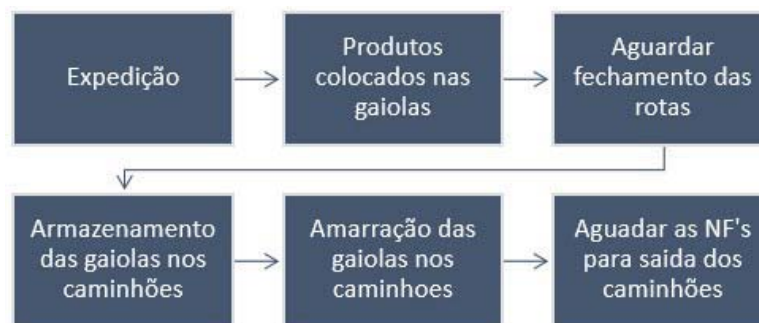 Expedição
Produtos
colocados nas
gaiolas
Aguardar
fechamento das
rotas
Armazenamento
das gaiolas nos
caminhões
Amarração das
gaiolas nos
caminhoes
Aguadar as NF's
para saida dos
caminhões